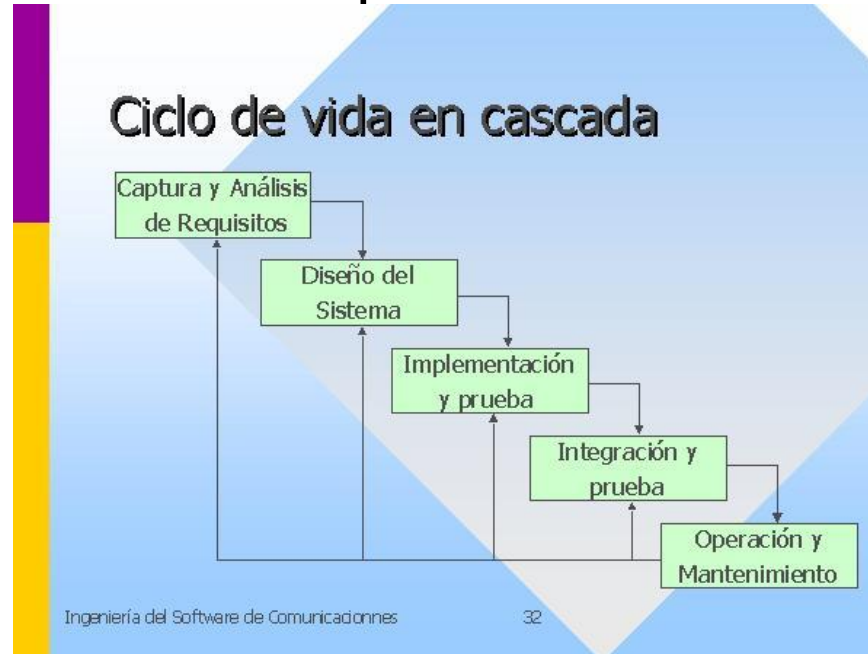 Ciclo de vida en cascada
Captura y Análisis
de Requisitos
Diseño del
Sistema
Implementación
y prueba
Integración y
prueba
Operación y
Mantenimiento
Ingeniería del Software de Comunicacionnes
32